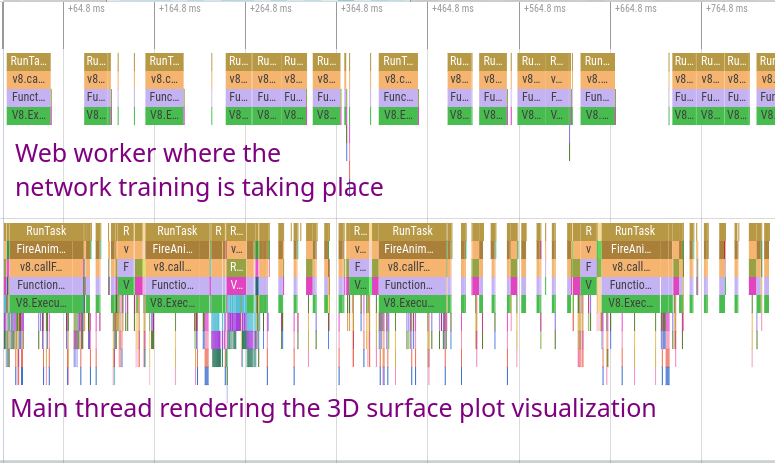 +64.8 ms +164.8 ms +264.8 ms +364.8 ms +464.8 ms +564.8 ms +664.8 ms +764.8 ms
RunTa... Ru... RunT... Ru... Ru... Ru... Ru... RunT... Ru... Ru... Ru... R... Run... Ru... Ru... Ru... Ru...
v8.ca... v8... v8.c... v8... v8... v8... v8... v8.c... v8... v8... v8... v... v8.... v8... v8... v8... v8...
Funct... Fu... Func... Fu... Fu... Fu... Fu... Func... Fu... Fu... Fu... F... Fun... Fu... Fu... Fu... Fu...
V8.Ex... V8... V8.E... V8... V8... V8... V8... V8.E... V8... V8... V8... V... V8.... V8... V8... V8... V8...
Web worker where the
network training is taking place
RunTask R RunTask R R... R... RunTask R RunTask
FireAnim... v FireAni... v... v... FireAnim... v FireAni...
v8.callF... v v8.call... R... v... v8.callF... v v8.call...
Function... F Functio... V... F... Function... F Functio...
V8.Execu... V V8.Exec... V... V8.Execu... V V8.Exec...
Main thread rendering the 3D surface plot visualization